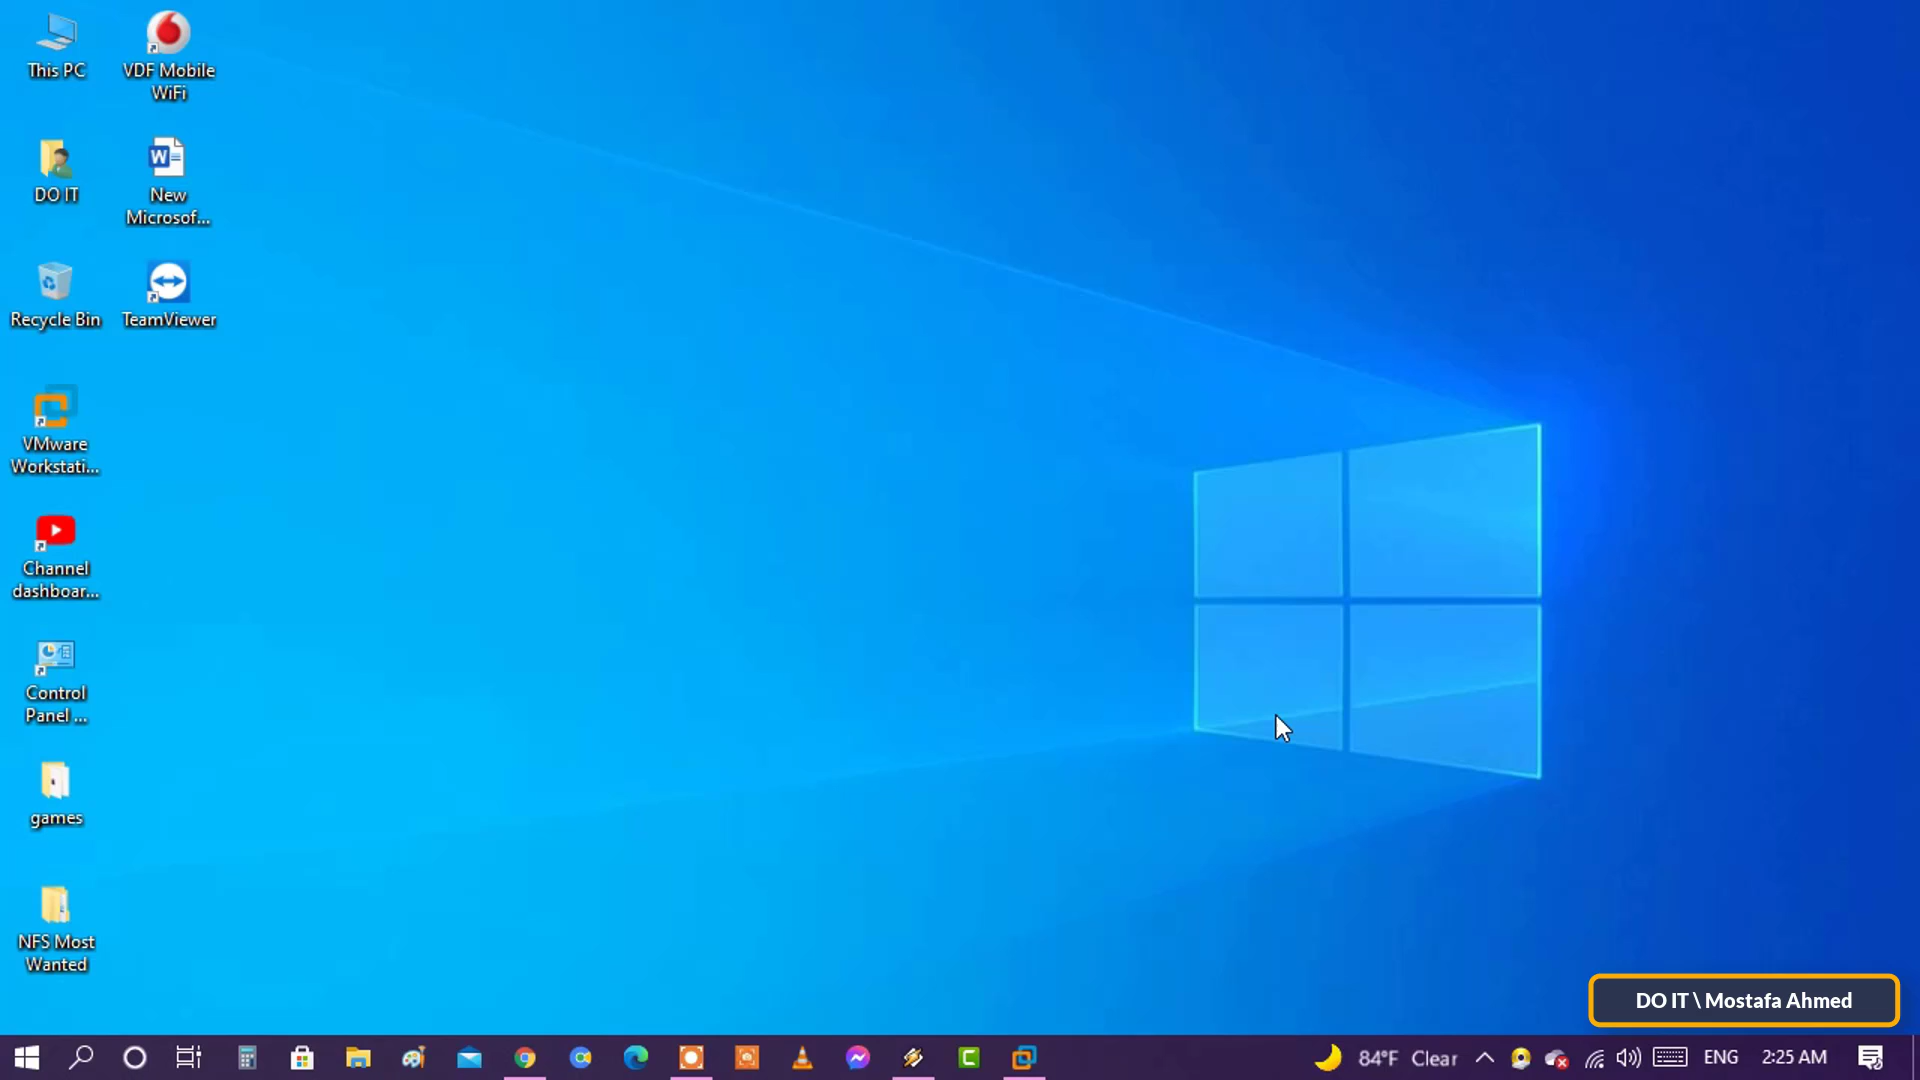 This PC
VDF Mobile
WiFi
DO IT
New
Microsof...
Recycle Bin
TeamViewer
VMware
Workstati...
Channel
dashboar...
Control
Panel ...
games
NFS Most
Wanted
DO IT \ Mostafa Ahmed
84°F Clear
ENG
2:25 AM